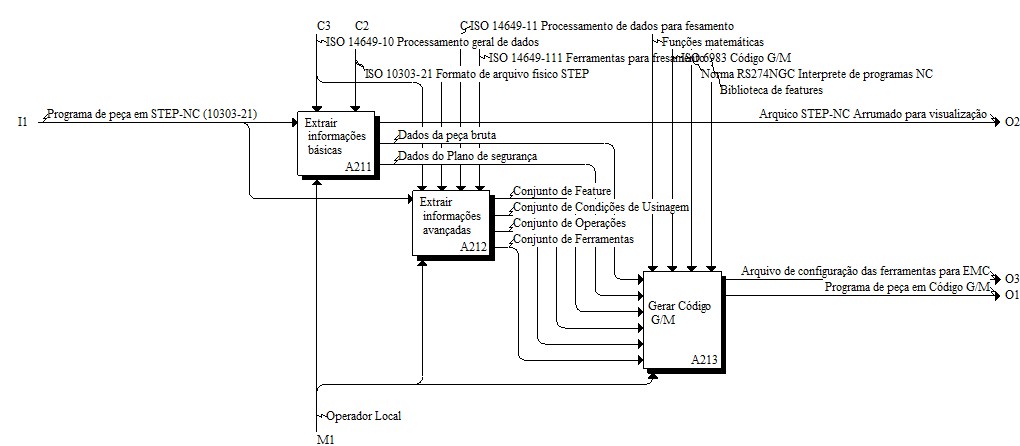 C3 C2 C ISO 14649-11 Processamento de dados para fesamento
ISO 14649-10 Processamento geral de dados
Funções matemáticas
ISO 14649-111 Ferramentas para
ISO 6983 Código G/M
ISO 10303-21 Formato de arquivo fisico STEP
Norma RS274NGC Interprete de programas NC
Biblioteca de features
I1 Programa de peça em STEP-NC (10303-21)
Arquico STEP-NC Arrumado para visualização O2
Extrair
informações
básicas
A211
Dados da peça bruta
Dados do Plano de segurança
Extrair
informações
avançadas
A212
Conjunto de Feature
Conjunto de Condições de Usinagem
Conjunto de Operações
Conjunto de Ferramentas
Arquivo de configuração das ferramentas para EMC O3
Programa de peça em Código G/M O1
Gerar Código
G/M
A213
Operador Local
M1